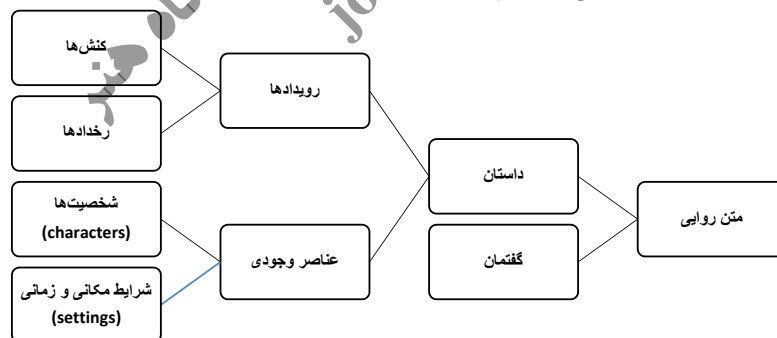 متن روایی
داستان
گفتمان
رویدادها
عناصر وجودی
کنش‌ها
رخدادها
شخصیت‌ها
(characters)
شرایط مکانی و زمانی
(settings)